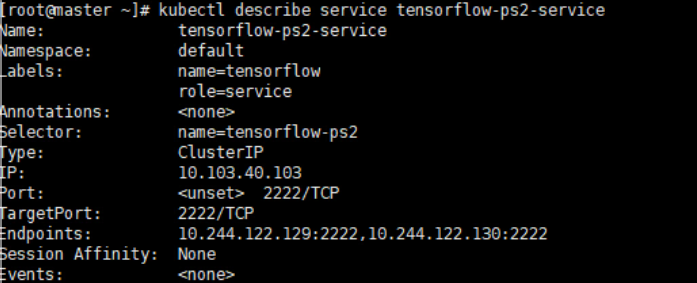 [root@master ~]# kubectl describe service tensorflow-ps2-service
Name: tensorflow-ps2-service
Namespace: default
Labels: name=tensorflow
role=service
Annotations: <none>
Selector: name=tensorflow-ps2
Type: ClusterIP
IP: 10.103.40.103
Port: <unset> 2222/TCP
TargetPort: 2222/TCP
Endpoints: 10.244.122.129:2222,10.244.122.130:2222
Session Affinity: None
Events: <none>